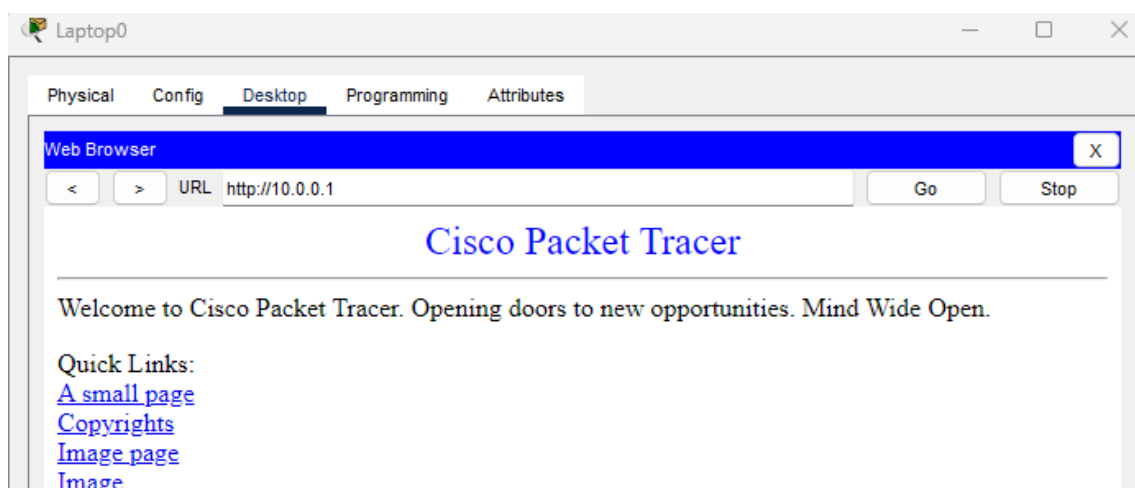 Laptop0
Physical Config Desktop Programming Attributes
Web Browser X
< > URL http://10.0.0.1 Go Stop
Cisco Packet Tracer
Welcome to Cisco Packet Tracer. Opening doors to new opportunities. Mind Wide Open.
Quick Links:
A small page
Copyrights
Image page
Image